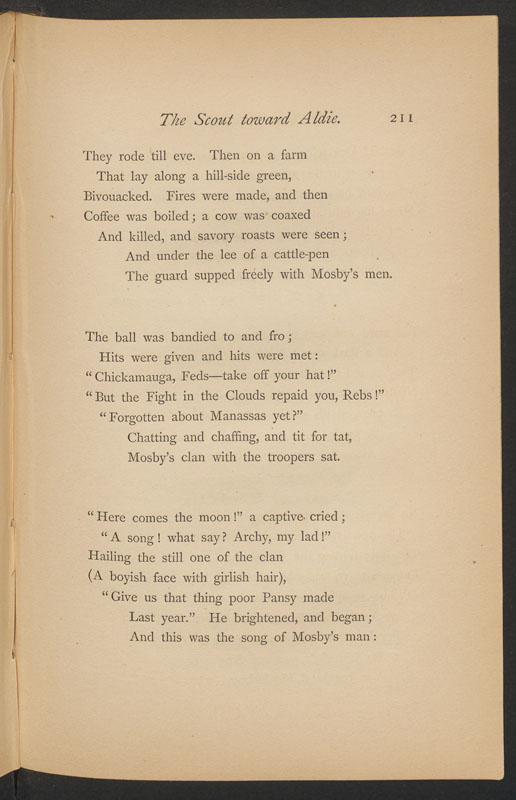 The Scout toward Aldie. 211
They rode till eve. Then on a farm
That lay along a hill-side green,
Bivouacked. Fires were made, and then
Coffee was boiled; a cow was coaxed
And killed, and savory roasts were seen;
And under the lee of a cattle-pen
The guard supped freely with Mosby's men.
The ball was bandied to and fro;
Hits were given and hits were met:
"Chickamauga, Feds—take off your hat!"
"But the Fight in the Clouds repaid you, Rebs!"
"Forgotten about Manassas yet?"
Chatting and chaffing, and tit for tat,
Mosby's clan with the troopers sat.
"Here comes the moon!" a captive cried;
"A song! what say? Archy, my lad!"
Hailing the still one of the clan
(A boyish face with girlish hair),
"Give us that thing poor Pansy made
Last year." He brightened, and began;
And this was the song of Mosby's man: